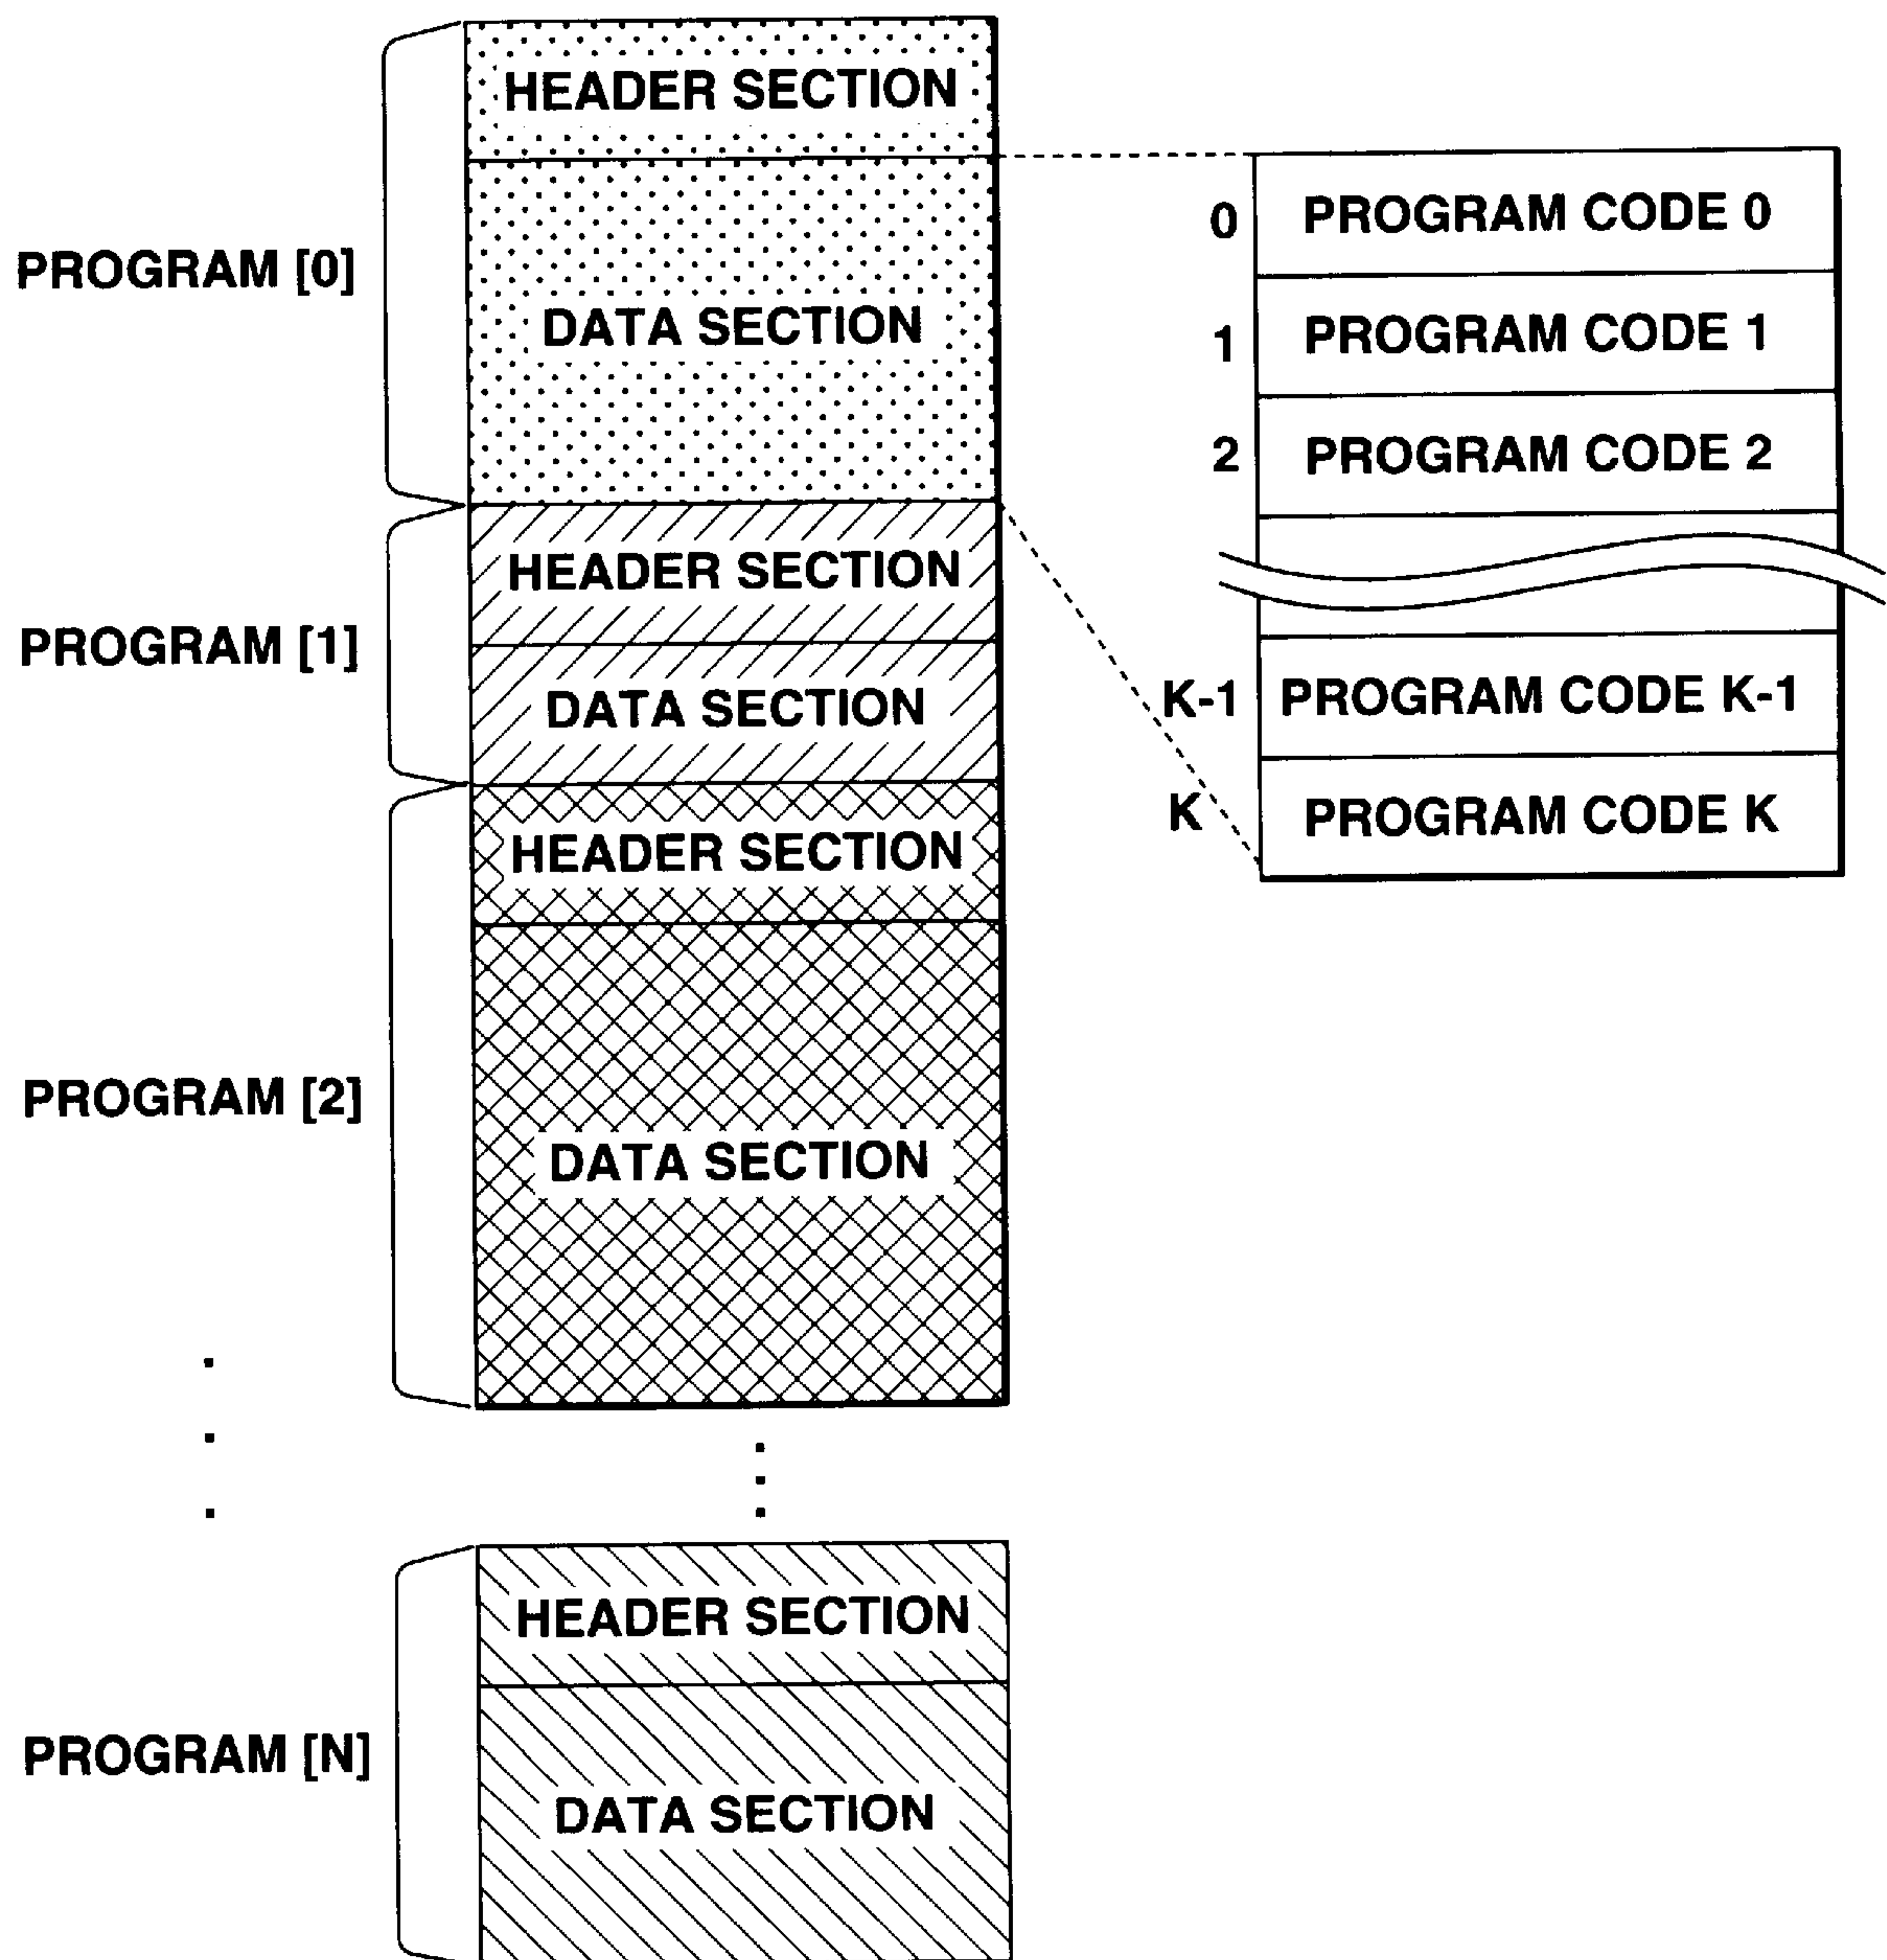 HEADER SECTION
PROGRAM [0]
DATA SECTION
0 PROGRAM CODE 0
1 PROGRAM CODE 1
2 PROGRAM CODE 2
K-1 PROGRAM CODE K-1
K PROGRAM CODE K
HEADER SECTION
PROGRAM [1]
DATA SECTION
HEADER SECTION
PROGRAM [2]
DATA SECTION
HEADER SECTION
PROGRAM [N]
DATA SECTION